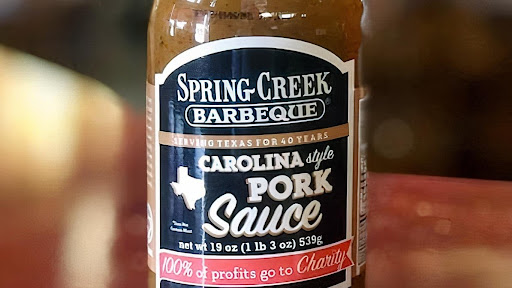 SPRING CREEK
BARBEQUE®
SERVING TEXAS FOR 40 YEARS
CAROLINA style
PORK
Sauce
net wt 19 oz (1 lb 3 oz) 539g
100% of profits go to Charity